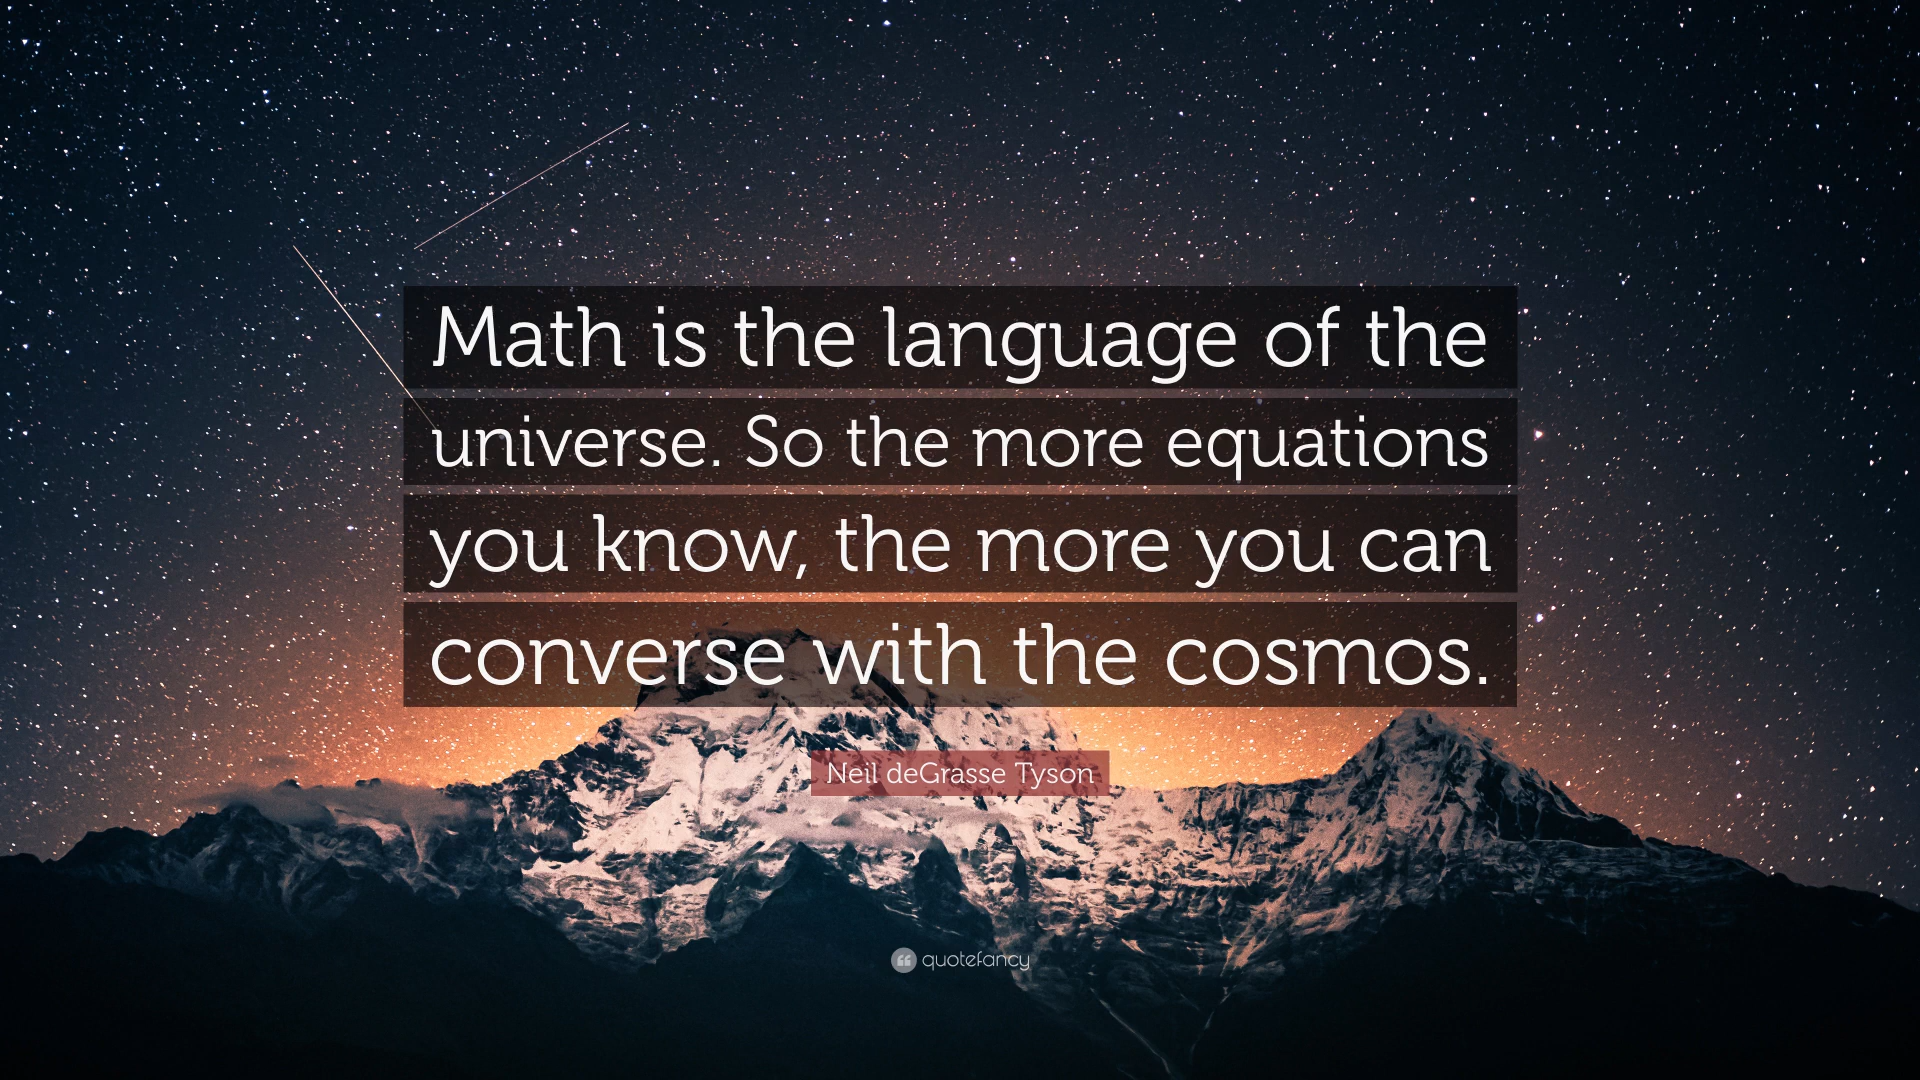 Math is the language of the
universe. So the more equations
you know, the more you can
converse with the cosmos.
Neil deGrasse Tyson
quotefancy